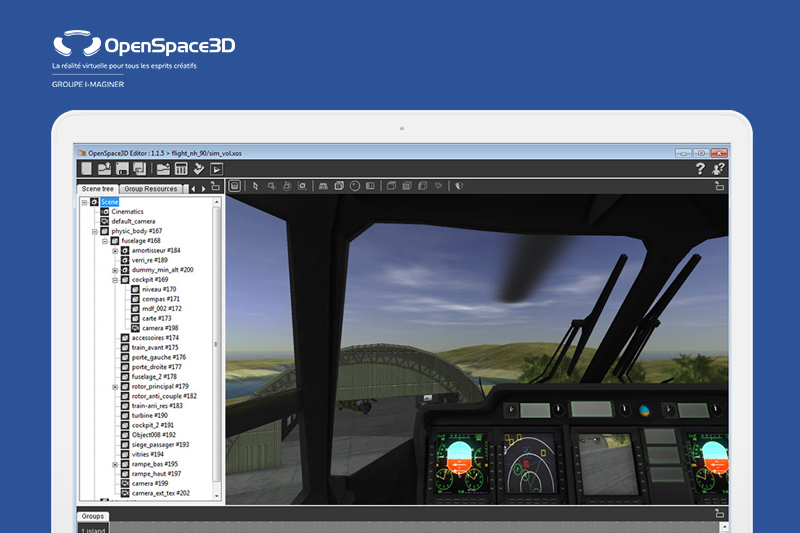 OpenSpace3D
La réalité virtuelle pour tous les esprits créatifs
GROUPE I-MAGINER
OpenSpace3D Editor : 1.1.5 > flight_nh_90/sim_vol.xos
Scene tree
Group Resources
Scene
Cinematics
default_camera
physic_body #167
fuselage #168
amortisseur #184
verri_re #189
dummy_min_alt #200
cockpit #169
niveau #170
compas #171
mdf_002 #172
carte #173
camera #198
accessoires #174
train_avant #175
porte_gauche #176
porte_droite #177
fuselage_2 #178
rotor_principal #179
rotor_anti_couple #182
train-arri_res #183
turbine #190
cockpit_2 #191
Object008 #192
siege_passager #193
vitries #194
rampe_bas #195
rampe_haut #197
camera #199
camera_ext_tex #202
Groups
1 island